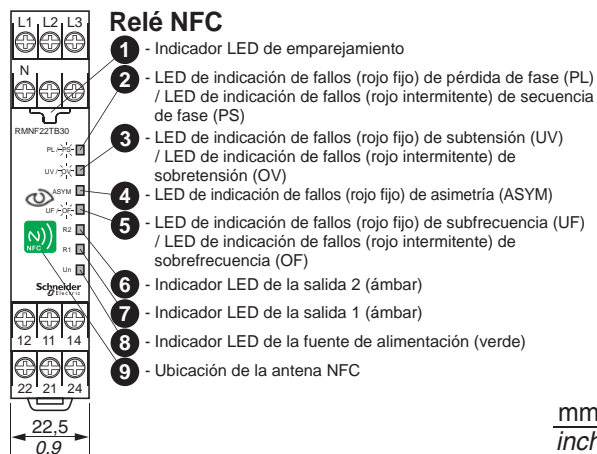 Relé NFC
L1 L2 L3
N
RMNF22TB30
PL / PS
UV / OV
ASYM
UF / OF
R2
R1
Un
NFC
Schneider
Electric
12 11 14
22 21 24
22,5
0.9
1 - Indicador LED de emparejamiento
2 - LED de indicación de fallos (rojo fijo) de pérdida de fase (PL)
/ LED de indicación de fallos (rojo intermitente) de secuencia
de fase (PS)
3 - LED de indicación de fallos (rojo fijo) de subtensión (UV)
/ LED de indicación de fallos (rojo intermitente) de
sobretensión (OV)
4 - LED de indicación de fallos (rojo fijo) de asimetría (ASYM)
5 - LED de indicación de fallos (rojo fijo) de subfrecuencia (UF)
/ LED de indicación de fallos (rojo intermitente) de
sobrefrecuencia (OF)
6 - Indicador LED de la salida 2 (ámbar)
7 - Indicador LED de la salida 1 (ámbar)
8 - Indicador LED de la fuente de alimentación (verde)
9 - Ubicación de la antena NFC
mm
inch